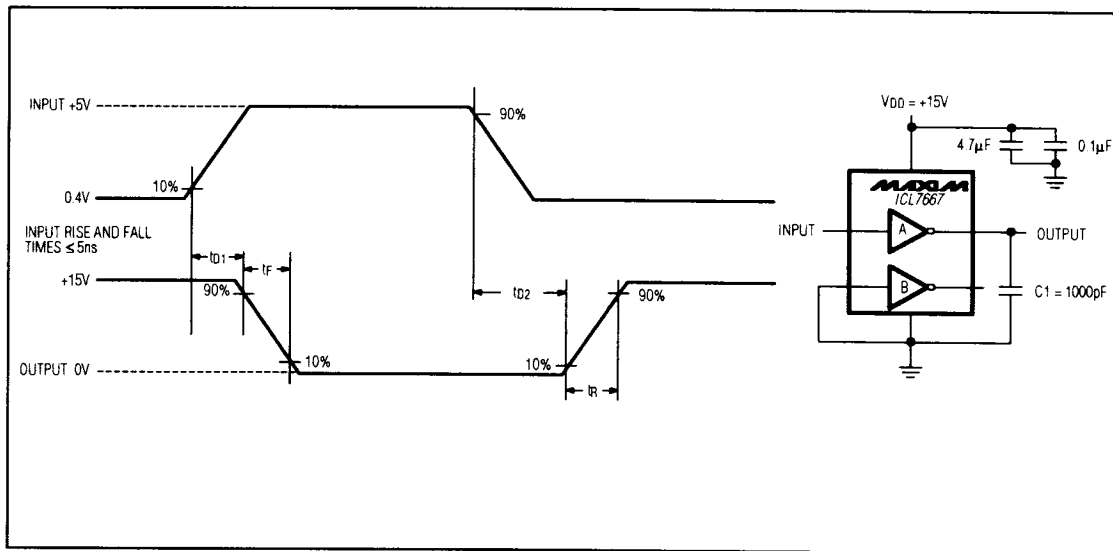 INPUT +5V
90%
10%
0.4V
INPUT RISE AND FALL
TIMES ≤ 5ns
tD1
tF
+15V
90%
tD2
90%
10%
10%
OUTPUT 0V
tR
VDD = +15V
4.7µF
0.1µF
MAXIM
ICL7667
INPUT
A
OUTPUT
B
C1 = 1000pF